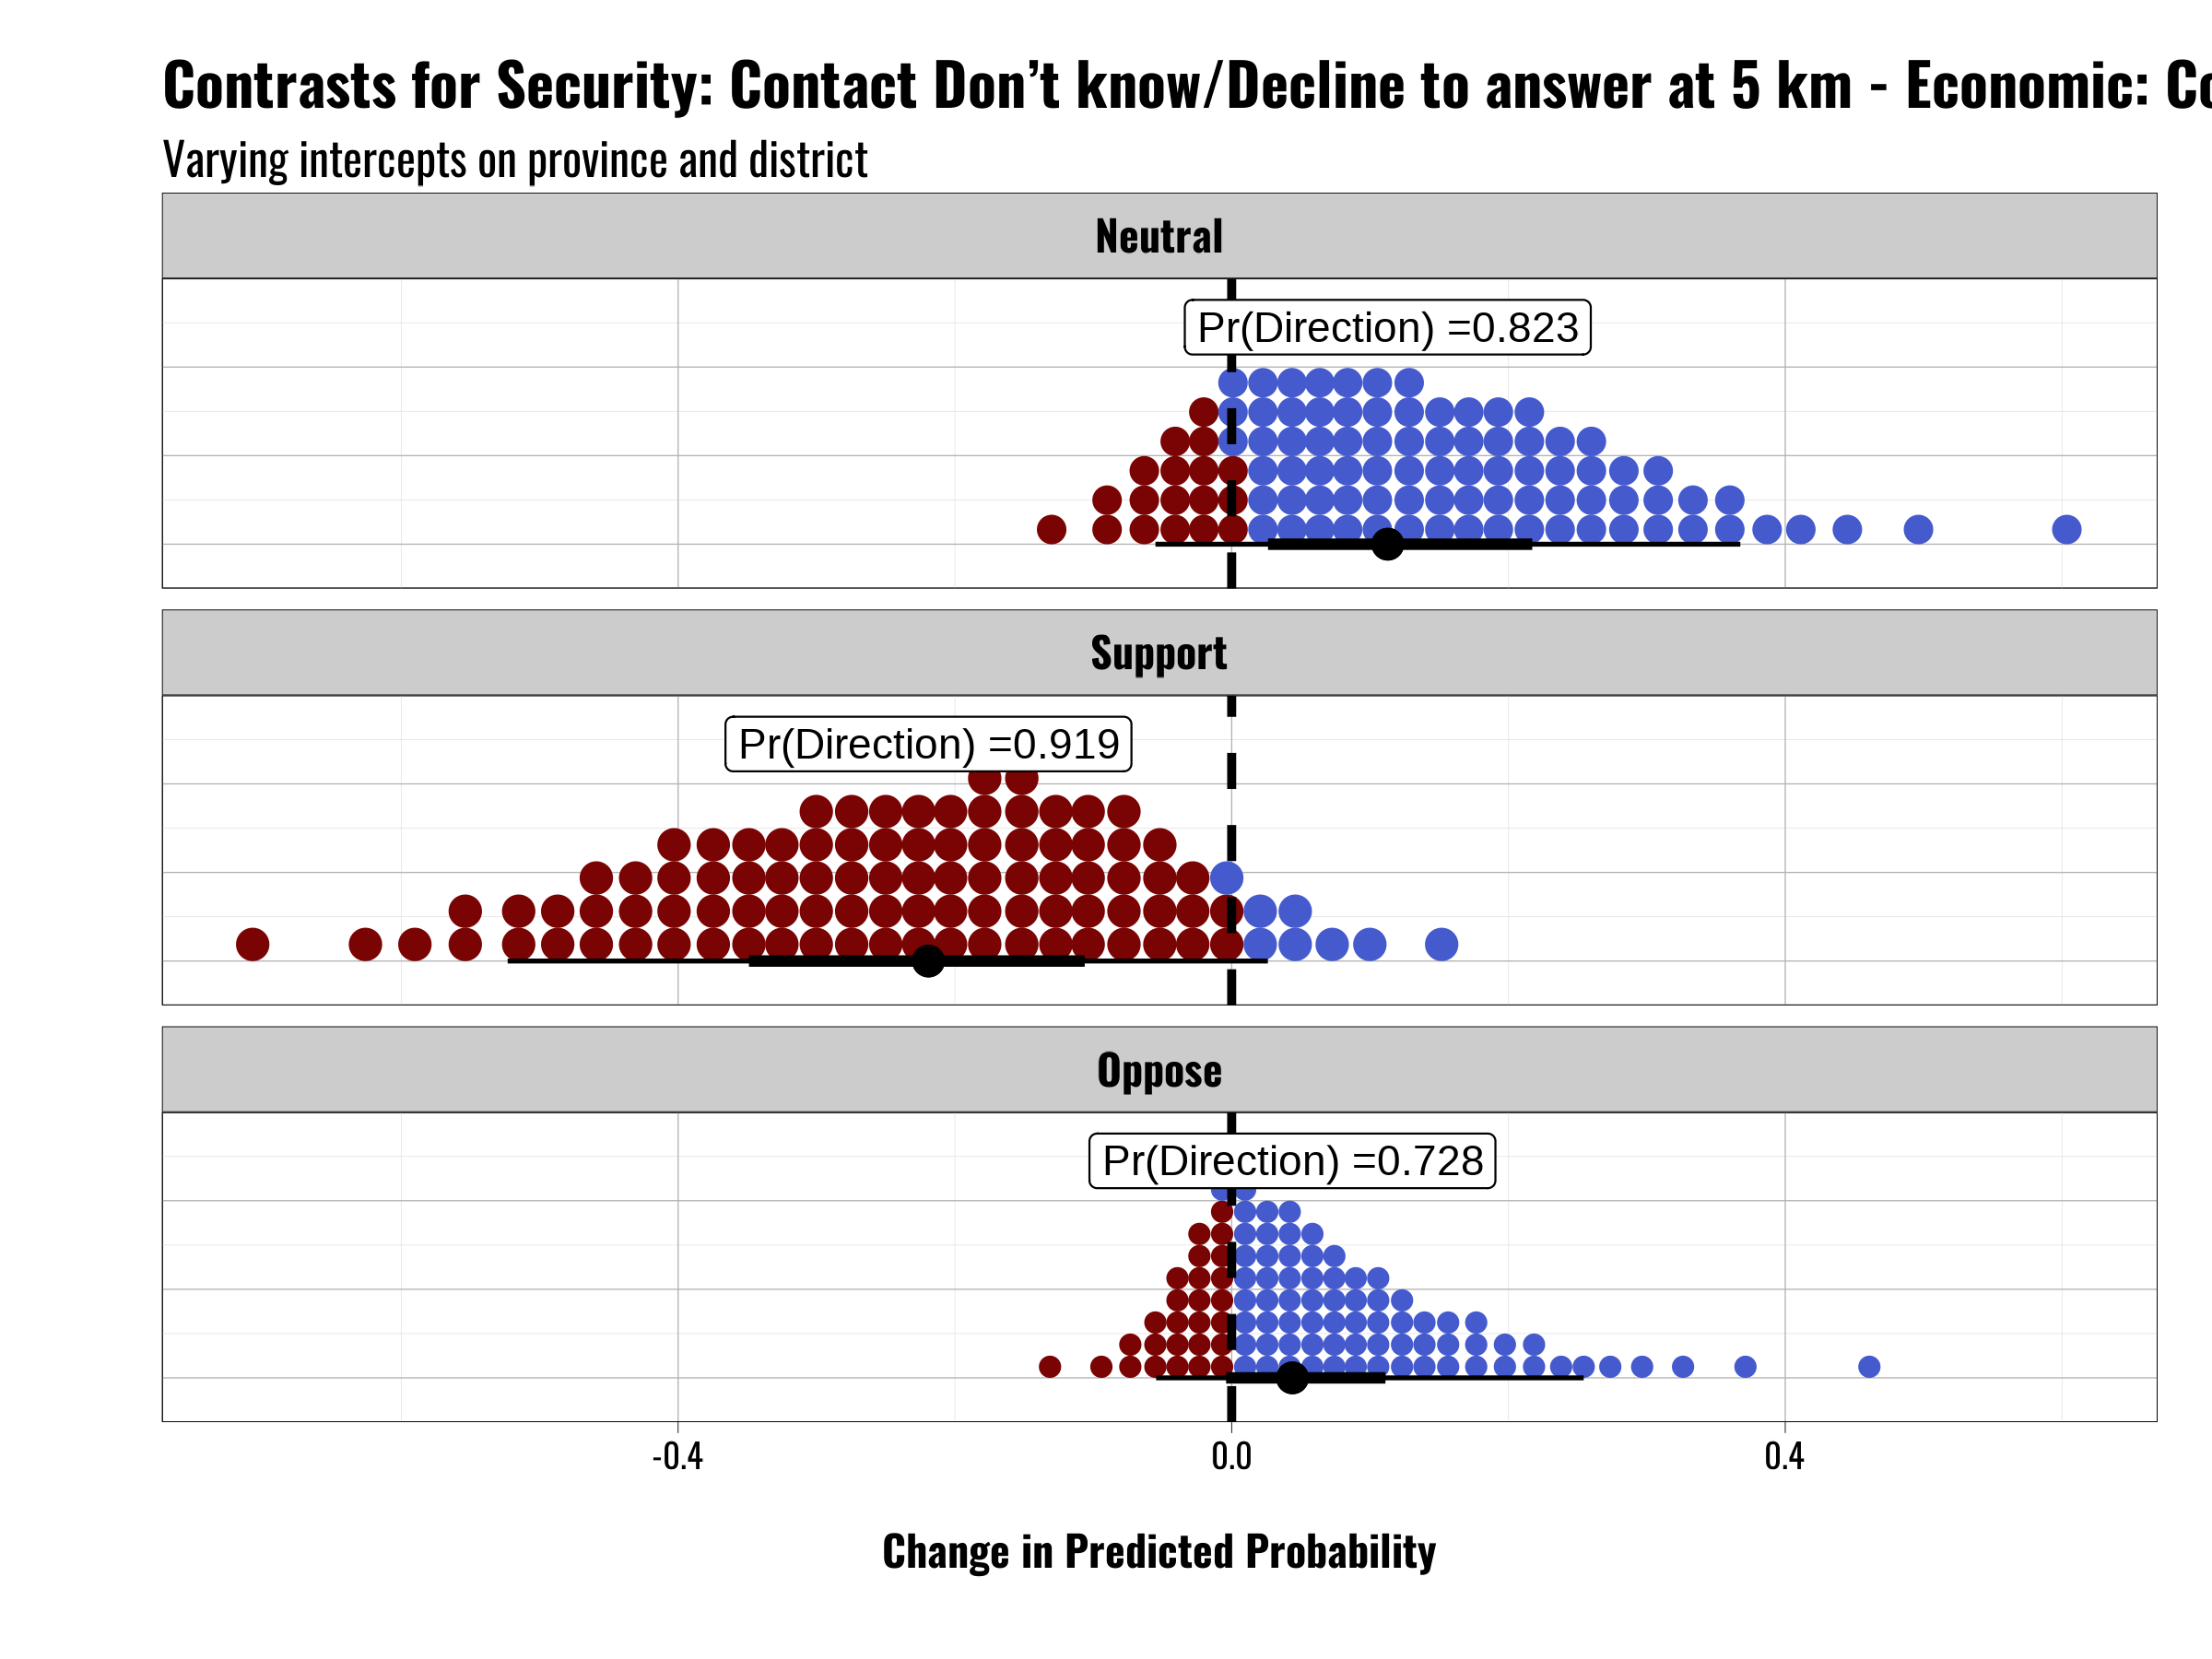 Contrasts for Security: Contact Don’t know/Decline to answer at 5 km - Economic:
Varying intercepts on province and district
Neutral
Pr(Direction) =0.823
Support
Pr(Direction) =0.919
Oppose
Pr(Direction) =0.728
-0.4 0.0 0.4
Change in Predicted Probability